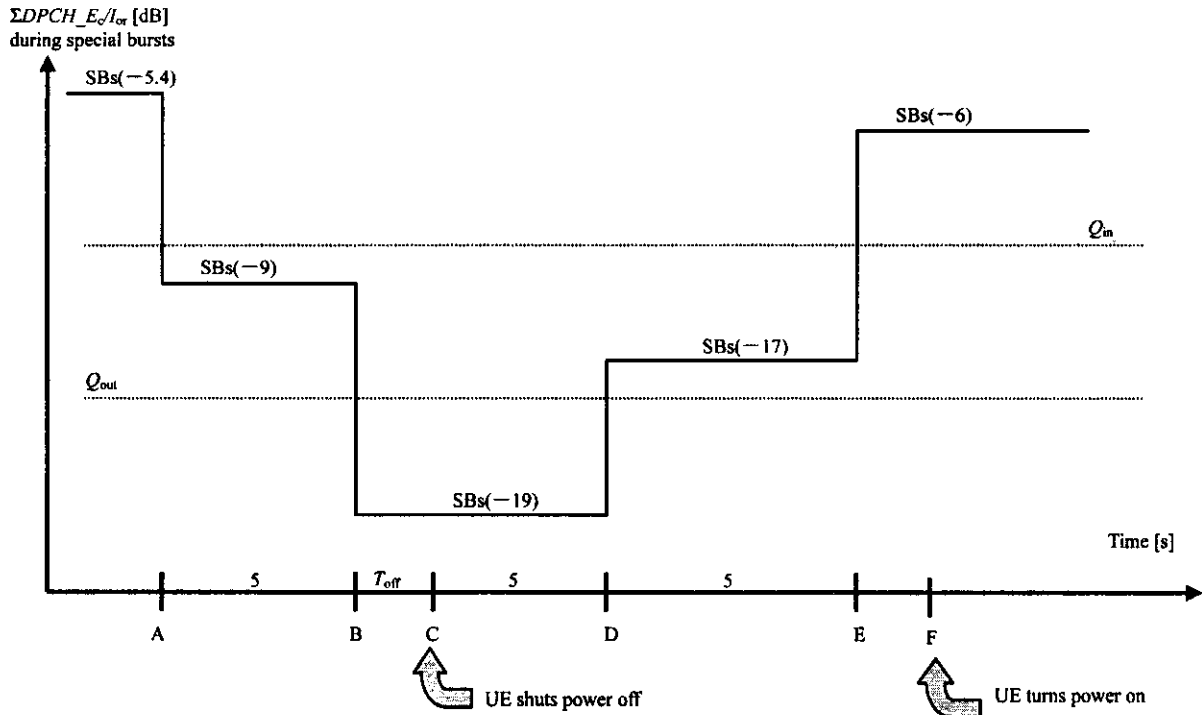 ΣDPCH_Ec/Ior [dB]
during special bursts
SBs(−5.4)
SBs(−6)
Qin
SBs(−9)
SBs(−17)
Qout
SBs(−19)
Time [s]
5 Toff 5 5
A B C D E F
UE shuts power off
UE turns power on